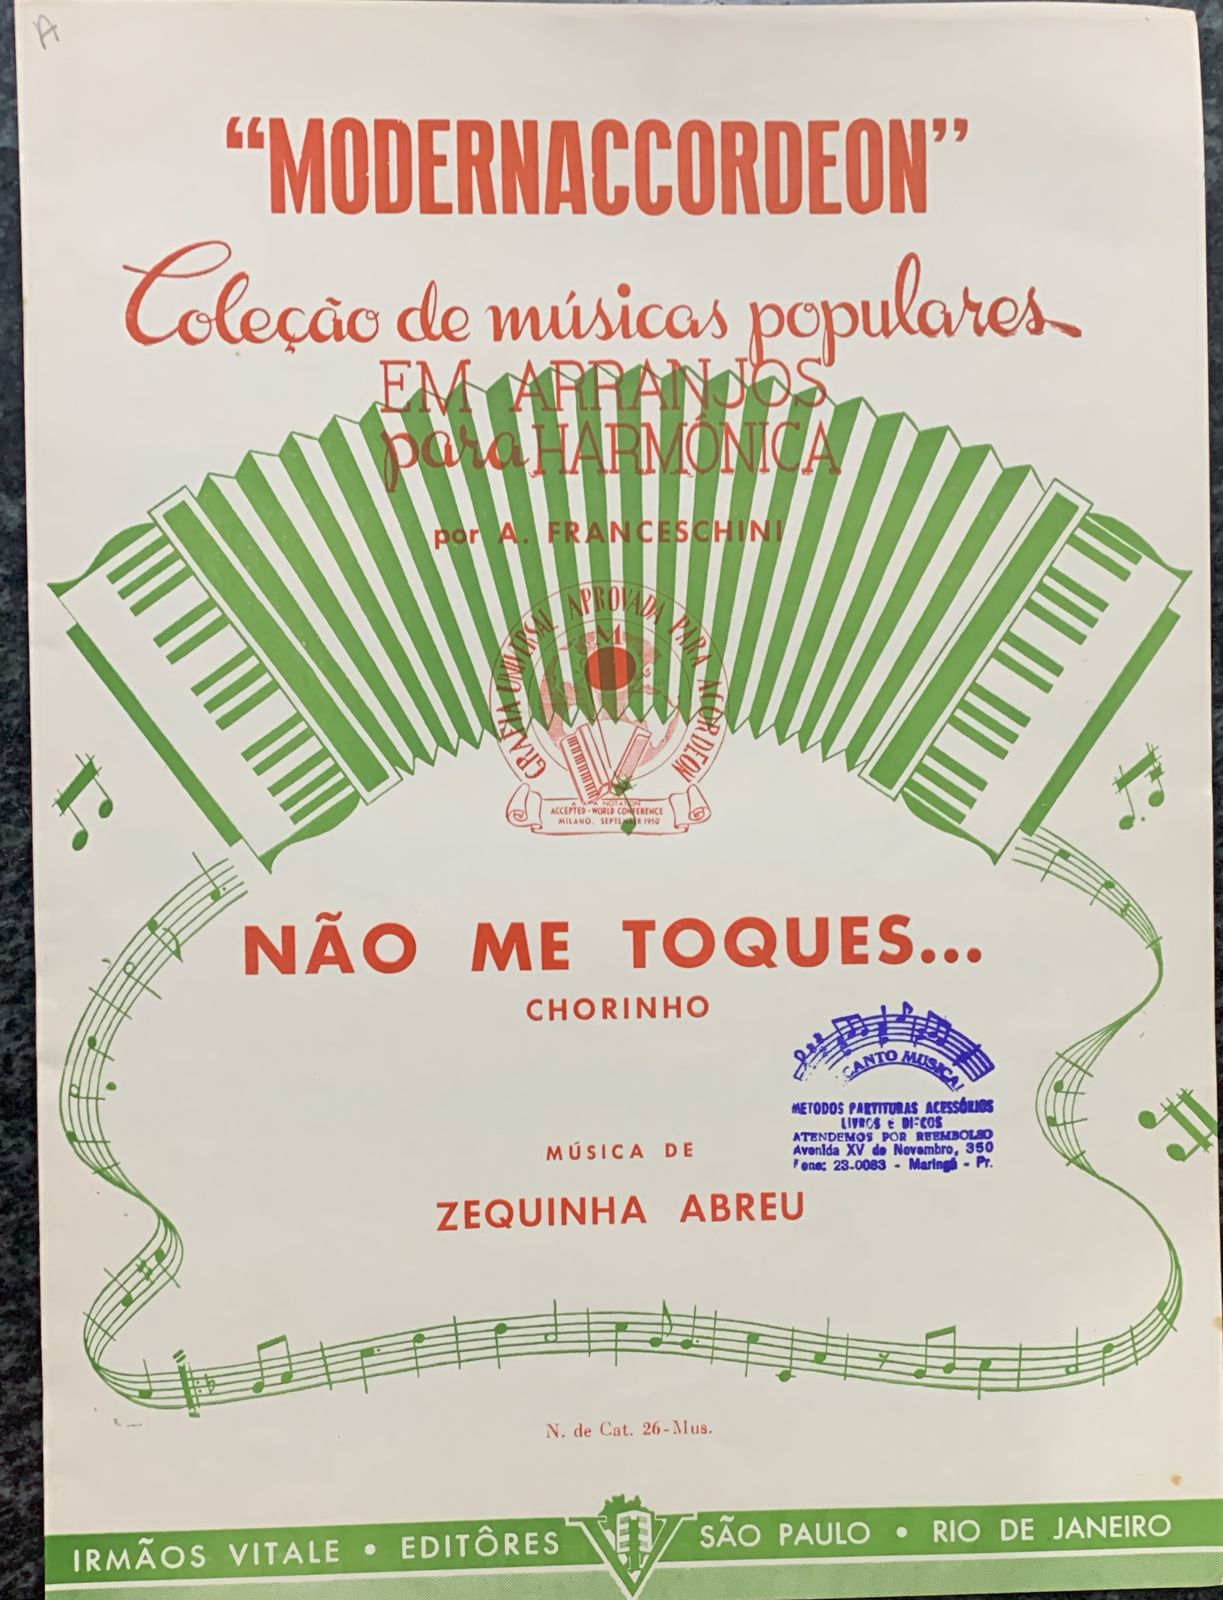 A
“MODERNACCORDEON”
Coleção de músicas populares
EM ARRANJOS
para HARMÔNICA
por A. FRANCESCHINI
GRAFIA UNIVERSAL APROVADA PARA ACORDEON
A A A NOTATION
ACCEPTED - WORLD CONFERENCE
MILANO. SEPTEMBER 1950
NÃO ME TOQUES...
CHORINHO
CANTO MUSICAL
METODOS PARTITURAS ACESSÓRIOS
LIVROS e DISCOS
ATENDEMOS POR REEMBOLSO
Avenida XV de Novembro, 350
Fone: 23-0083 - Maringá - Pr.
MÚSICA DE
ZEQUINHA ABREU
N. de Cat. 26-Mus.
IRMÃOS VITALE • EDITÔRES V SÃO PAULO • RIO DE JANEIRO